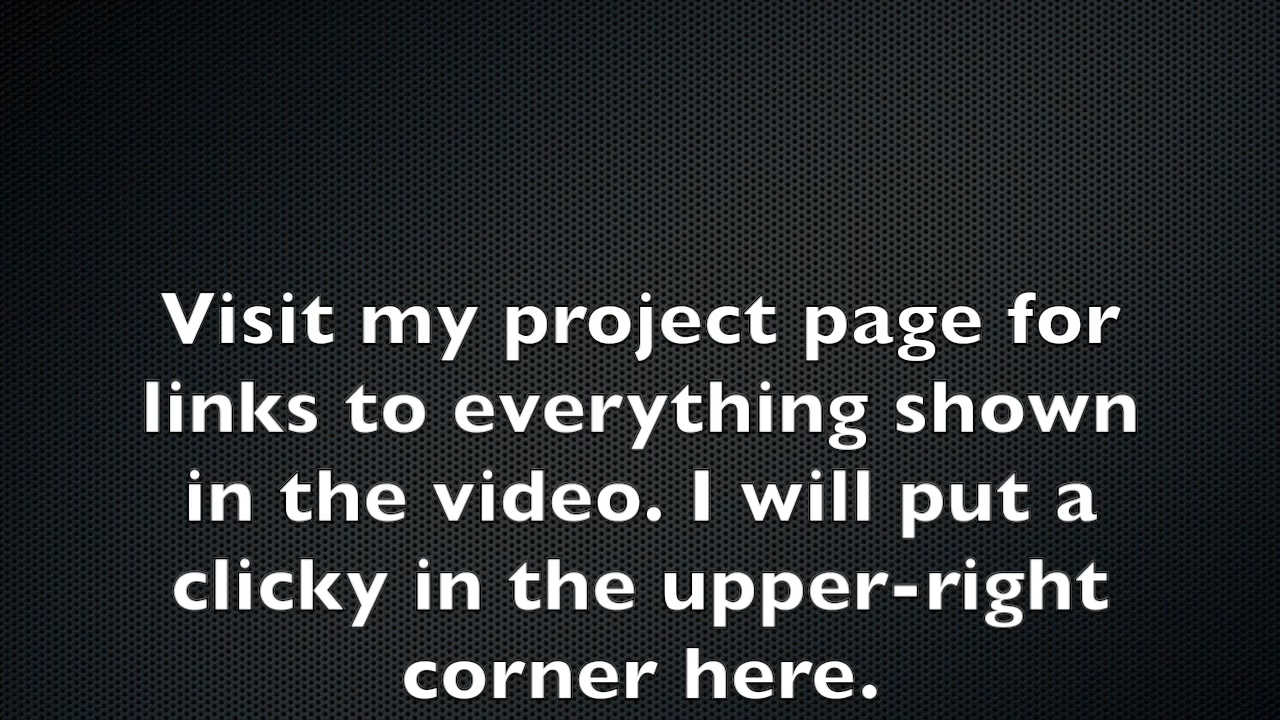 Visit my project page for
links to everything shown
in the video. I will put a
clicky in the upper-right
corner here.